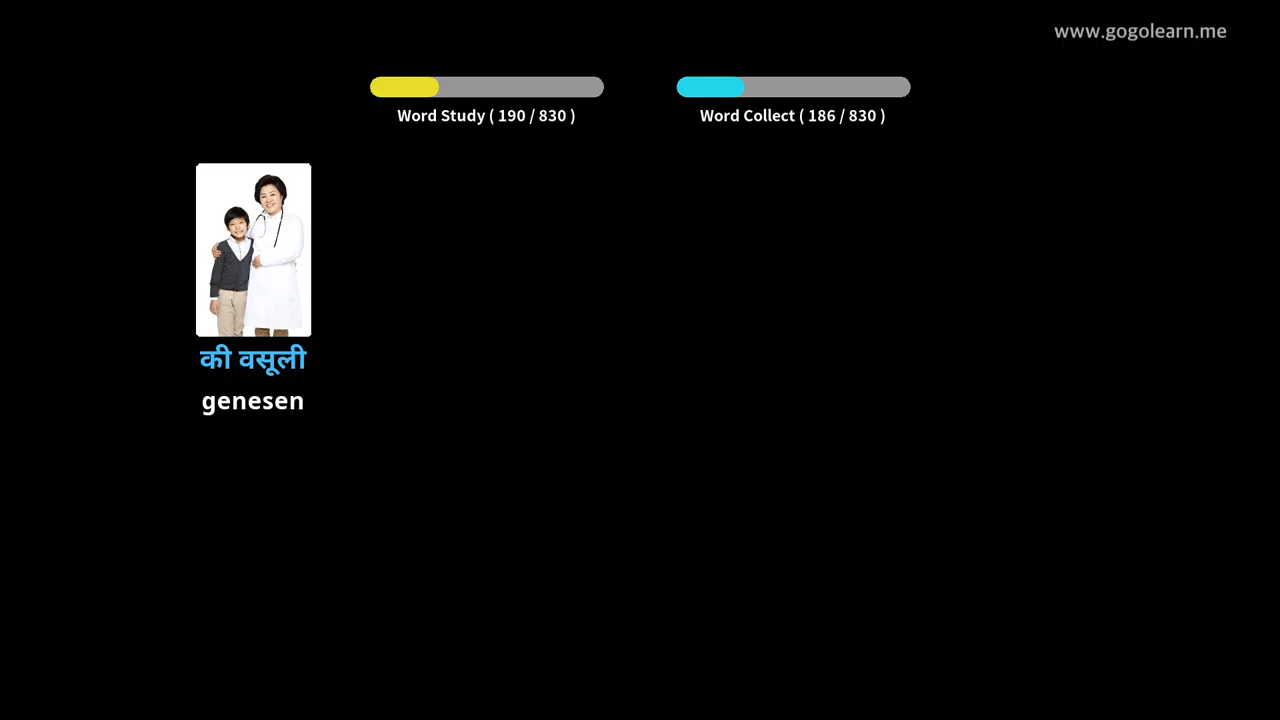 www.gogolearn.me
Word Study ( 190 / 830 )
Word Collect ( 186 / 830 )
की वसूली
genesen